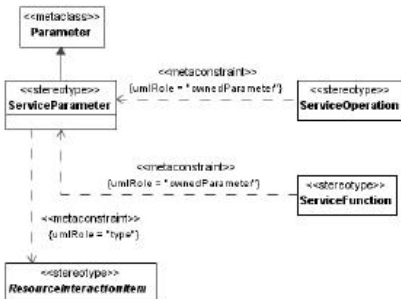 <<metaclass>>
Parameter
<<stereotype>>
ServiceParameter
<<metaconstraint>>
{umlRole = "ownedParameter"}
<<stereotype>>
ServiceOperation
<<metaconstraint>>
{umlRole = "ownedParameter"}
<<stereotype>>
ServiceFunction
<<metaconstraint>>
{umlRole = "type"}
<<stereotype>>
ResourceInteractionItem